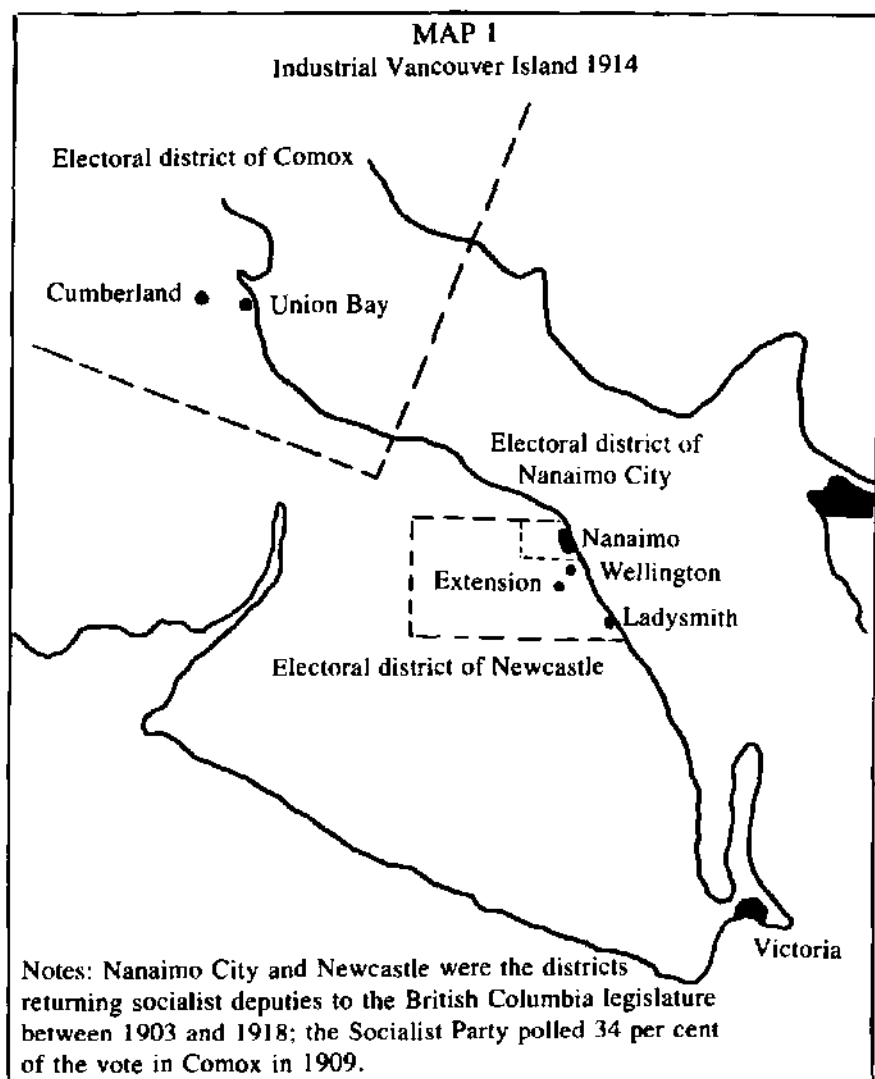 MAP 1
Industrial Vancouver Island 1914
Electoral district of Comox
Cumberland
Union Bay
Electoral district of
Nanaimo City
Nanaimo
Wellington
Extension
Ladysmith
Electoral district of Newcastle
Victoria
Notes: Nanaimo City and Newcastle were the districts
returning socialist deputies to the British Columbia legislature
between 1903 and 1918; the Socialist Party polled 34 per cent
of the vote in Comox in 1909.